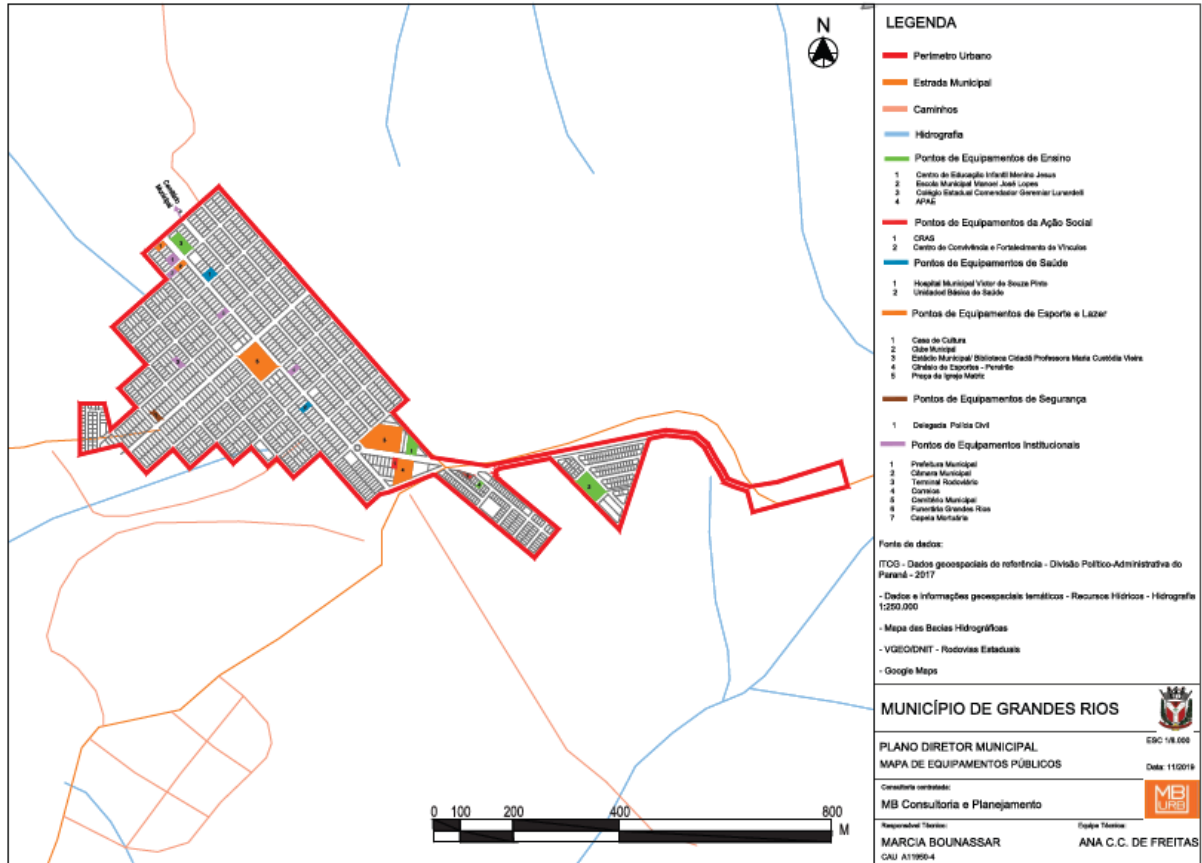 N
Cemitério
Municipal
0 100 200 400 800
M
LEGENDA
Perímetro Urbano
Estrada Municipal
Caminhos
Hidrografia
Pontos de Equipamentos de Ensino
1 Centro de Educação Infantil Menino Jesus
2 Escola Municipal Manoel José Lopes
3 Colégio Estadual Comendador Geremiar Lunardelli
4 APAE
Pontos de Equipamentos da Ação Social
1 CRAS
2 Centro de Convivência e Fortalecimento de Vínculos
Pontos de Equipamentos de Saúde
1 Hospital Municipal Victor de Souza Pinto
2 Unidaded Básica de Saúde
Pontos de Equipamentos de Esporte e Lazer
1 Casa de Cultura
2 Clube Municipal
3 Estádio Municipal/ Biblioteca Cidadã Professora Maria Custódia Vieira
4 Ginásio de Esportes - Pereirão
5 Praça da Igreja Matriz
Pontos de Equipamentos de Segurança
1 Delegada Polícia Civil
Pontos de Equipamentos Institucionais
1 Prefeitura Municipal
2 Câmara Municipal
3 Terminal Rodoviário
4 Correios
5 Cemitério Municipal
6 Funerária Grandes Rios
7 Capela Mortuária
Fonte de dados:
ITCG - Dados geoespaciais de referência - Divisão Político-Administrativa do
Paraná - 2017
- Dados e informações geoespaciais temáticos - Recursos Hídricos - Hidrografia
1:250.000
- Mapa das Bacias Hidrográficas
- VGEO/DNIT - Rodovias Estaduais
- Google Maps
MUNICÍPIO DE GRANDES RIOS
ESC 1/8.000
PLANO DIRETOR MUNICIPAL
MAPA DE EQUIPAMENTOS PÚBLICOS
Data: 11/2019
Consultoria contratada:
MB Consultoria e Planejamento
MB
URB
Responsável Técnico: Equipe Técnica:
MARCIA BOUNASSAR ANA C.C. DE FREITAS
CAU A11950-4